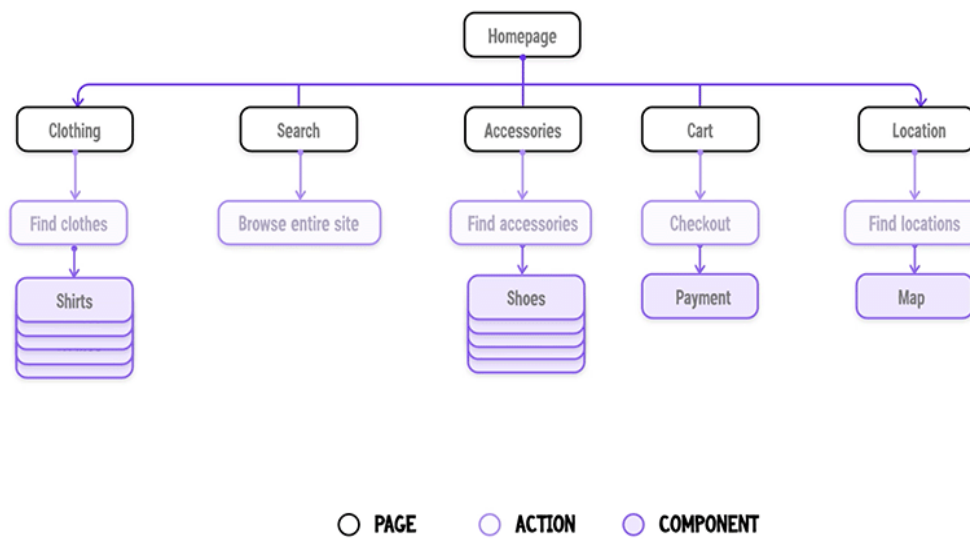 Homepage
Clothing
Search
Accessories
Cart
Location
Find clothes
Browse entire site
Find accessories
Checkout
Find locations
Shirts
Shoes
Payment
Map
PAGE
ACTION
COMPONENT